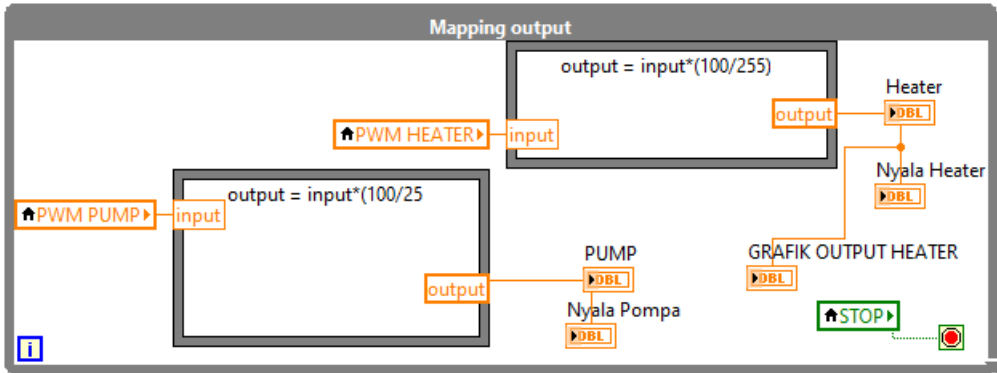 Mapping output
output = input*(100/255)
Heater
output
DBL
PWM HEATER
input
Nyala Heater
DBL
output = input*(100/25
PWM PUMP
input
PUMP
GRAFIK OUTPUT HEATER
output
DBL
DBL
Nyala Pompa
STOP
DBL
i